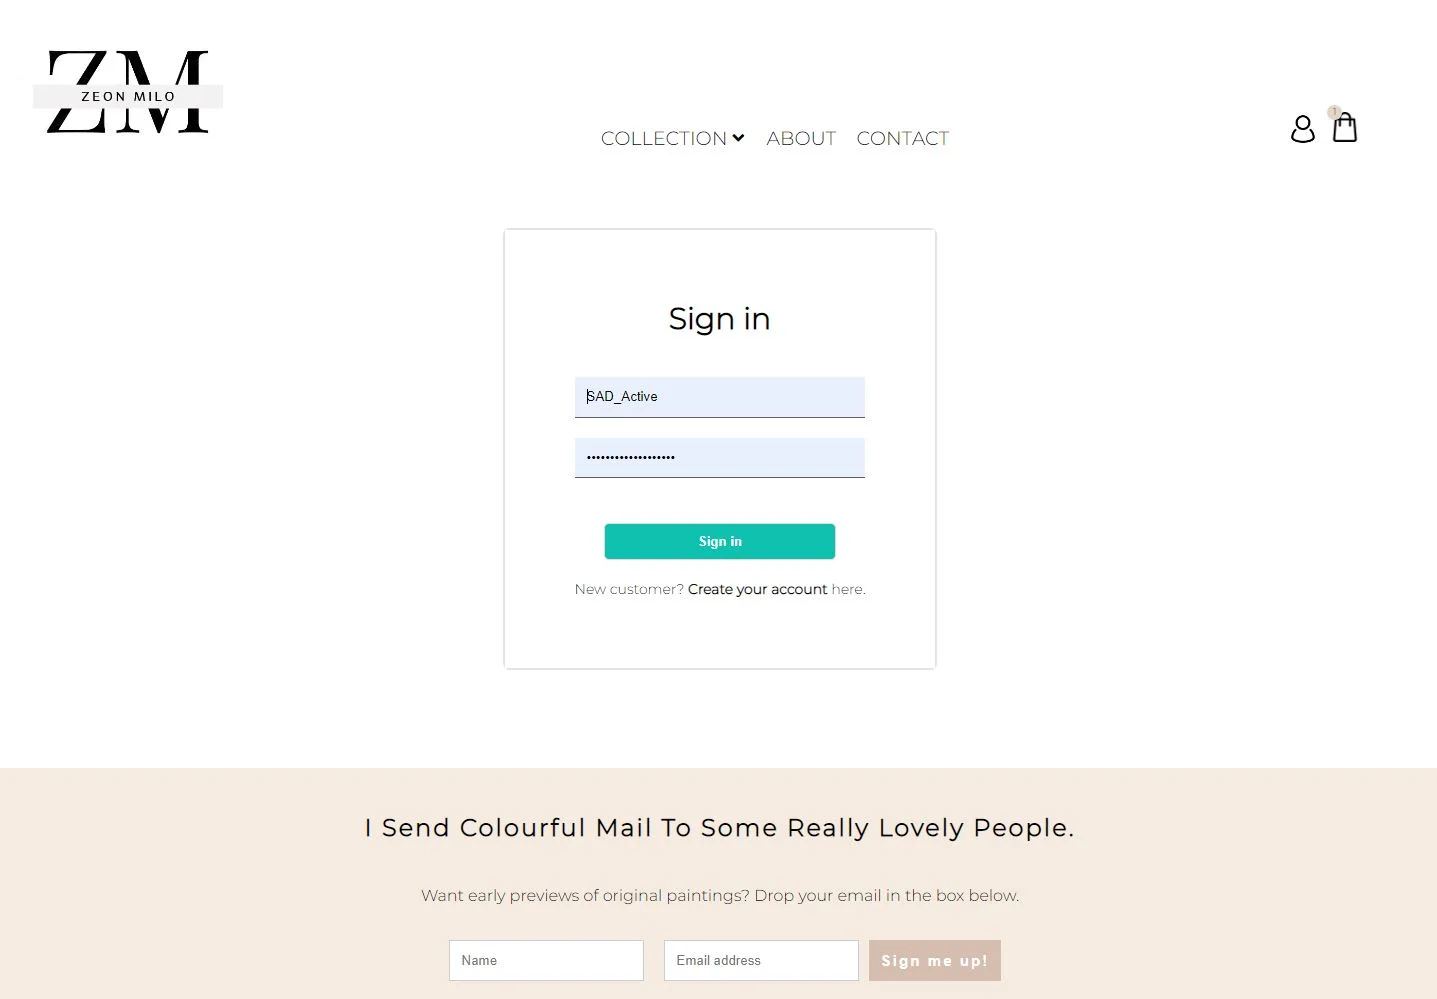 ZM
ZEON MILO
COLLECTION ABOUT CONTACT
1
Sign in
SAD_Active
•••••••••••••••••••
Sign in
New customer? Create your account here.
I Send Colourful Mail To Some Really Lovely People.
Want early previews of original paintings? Drop your email in the box below.
Name Email address Sign me up!